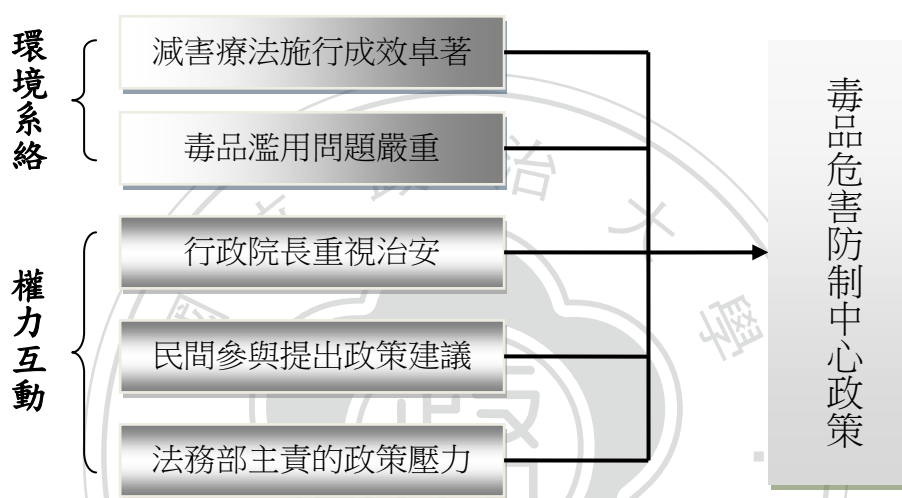 環境系絡
減害療法施行成效卓著
毒品濫用問題嚴重
權力互動
行政院長重視治安
民間參與提出政策建議
法務部主責的政策壓力
毒品危害防制中心政策
治
大
學